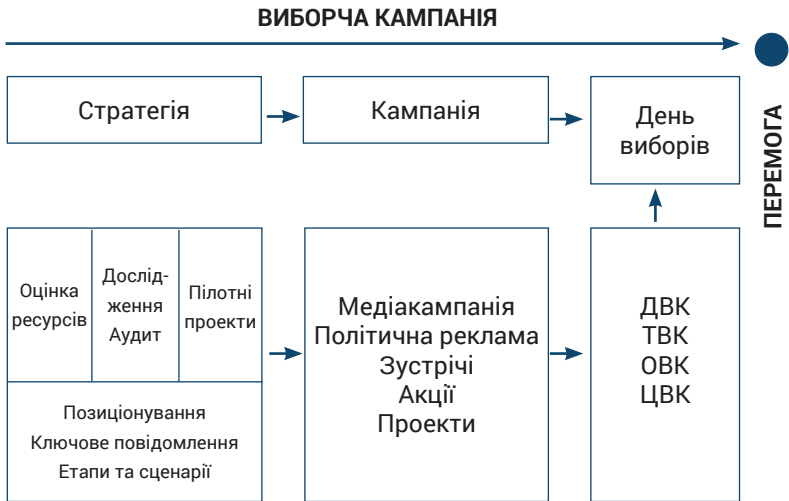 ВИБОРЧА КАМПАНІЯ
Стратегія
Кампанія
День
виборів
ПЕРЕМОГА
Оцінка
ресурсів
Дослід-
ження
Аудит
Пілотні
проекти
Позиціонування
Ключове повідомлення
Етапи та сценарії
Медіакампанія
Політична реклама
Зустрічі
Акції
Проекти
ДВК
ТВК
ОВК
ЦВК